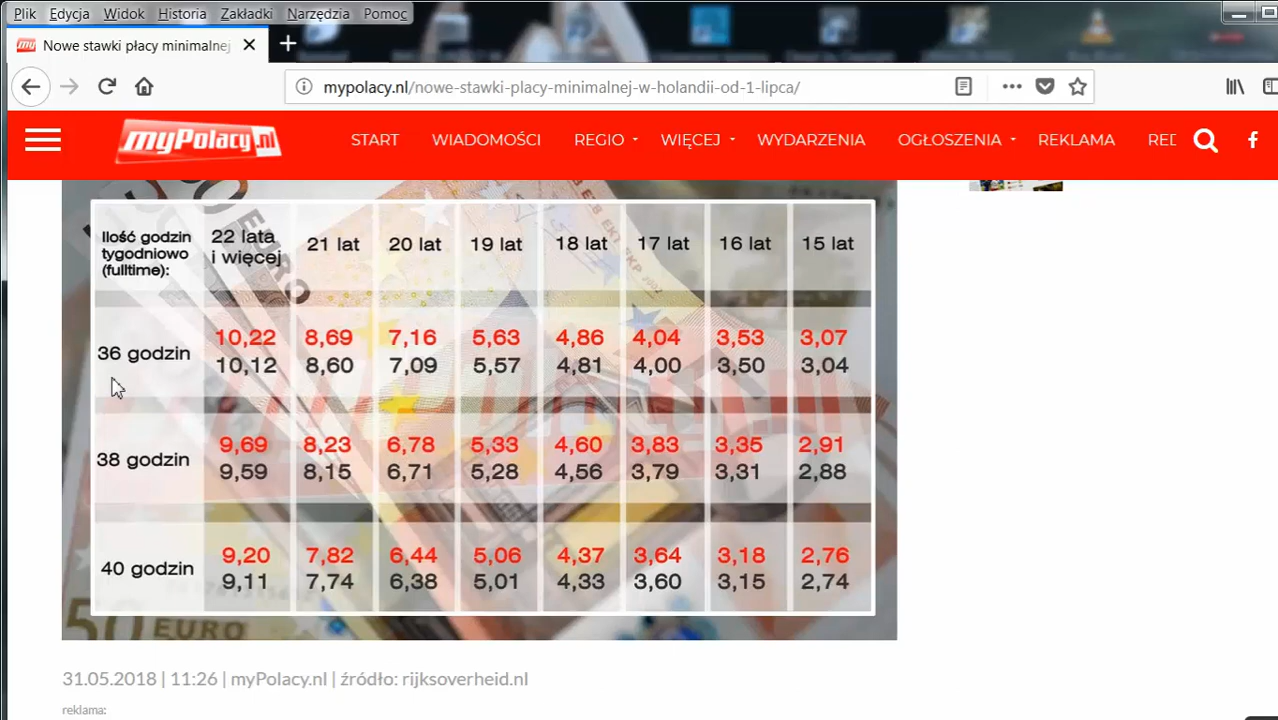 Plik Edycja Widok Historia Zakładki Narzędzia Pomoc
Nowe stawki płacy minimalnej
mypolacy.nl/nowe-stawki-placy-minimalnej-w-holandii-od-1-lipca/
myPolacy.nl START WIADOMOŚCI REGIO WIĘCEJ WYDARZENIA OGŁOSZENIA REKLAMA RED
Ilość godzin
tygodniowo
(fulltime):
22 lata
i więcej
21 lat
20 lat
19 lat
18 lat
17 lat
16 lat
15 lat
36 godzin
10,22 8,69 7,16 5,63 4,86 4,04 3,53 3,07
10,12 8,60 7,09 5,57 4,81 4,00 3,50 3,04
38 godzin
9,69 8,23 6,78 5,33 4,60 3,83 3,35 2,91
9,59 8,15 6,71 5,28 4,56 3,79 3,31 2,88
40 godzin
9,20 7,82 6,44 5,06 4,37 3,64 3,18 2,76
9,11 7,74 6,38 5,01 4,33 3,60 3,15 2,74
50 EURO
31.05.2018 | 11:26 | myPolacy.nl | źródło: rijksoverheid.nl
reklama: